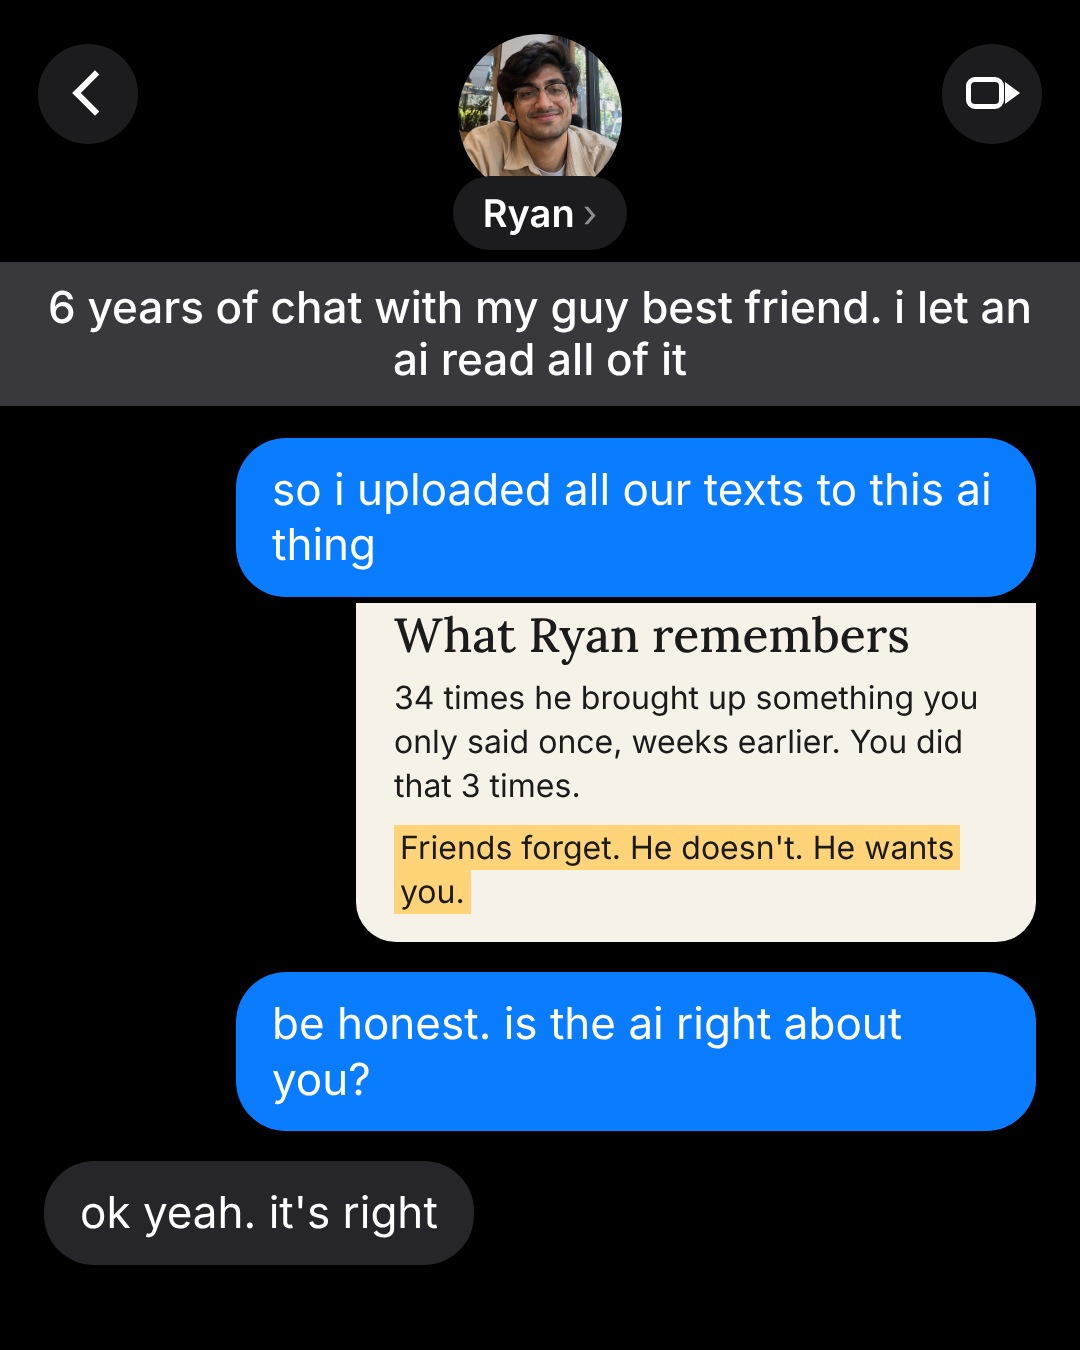 Ryan ›
6 years of chat with my guy best friend. i let an
ai read all of it
so i uploaded all our texts to this ai
thing
What Ryan remembers
34 times he brought up something you
only said once, weeks earlier. You did
that 3 times.
Friends forget. He doesn't. He wants
you.
be honest. is the ai right about
you?
ok yeah. it's right